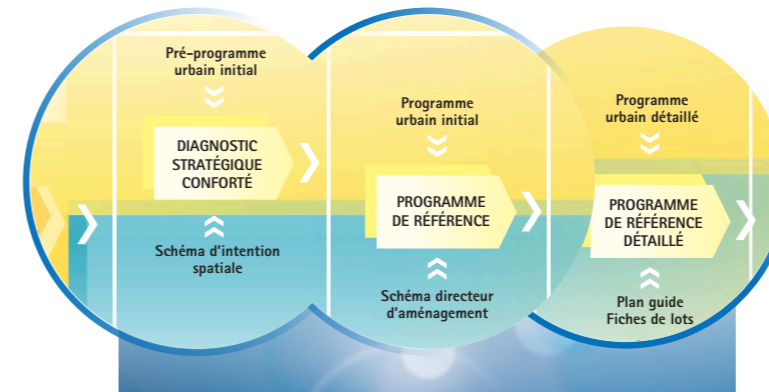 Pré-programme
urbain initial
DIAGNOSTIC
STRATÉGIQUE
CONFORTÉ
Schéma d'intention
spatiale
Programme
urbain initial
PROGRAMME
DE RÉFÉRENCE
Schéma directeur
d'aménagement
Programme
urbain détaillé
PROGRAMME
DE RÉFÉRENCE
DÉTAILLÉ
Plan guide
Fiches de lots